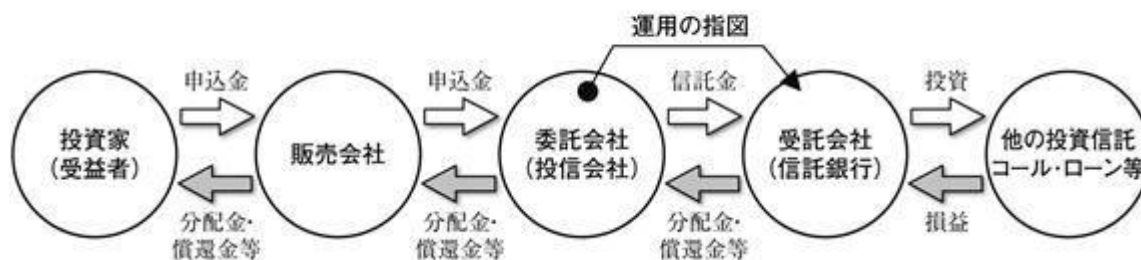 運用の指図
申込金
申込金
信託金
投資
投資家
(受益者)
販売会社
委託会社
(投信会社)
受託会社
(信託銀行)
他の投資信託
コール・ローン等
分配金・
償還金等
分配金・
償還金等
分配金・
償還金等
損益